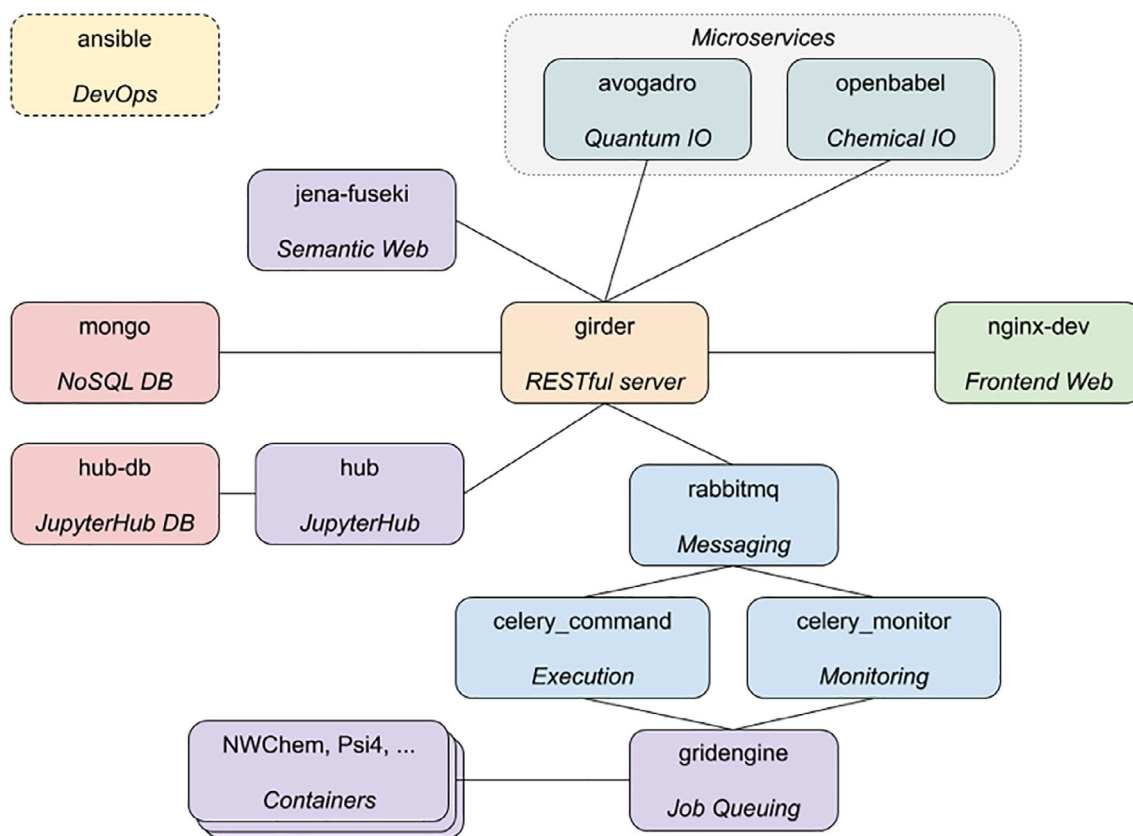 ansible
DevOps
Microservices
avogadro
Quantum IO
openbabel
Chemical IO
jena-fuseki
Semantic Web
mongo
NoSQL DB
girder
RESTful server
nginx-dev
Frontend Web
hub-db
JupyterHub DB
hub
JupyterHub
rabbitmq
Messaging
celery_command
Execution
celery_monitor
Monitoring
NWChem, Psi4, ...
Containers
gridengine
Job Queuing